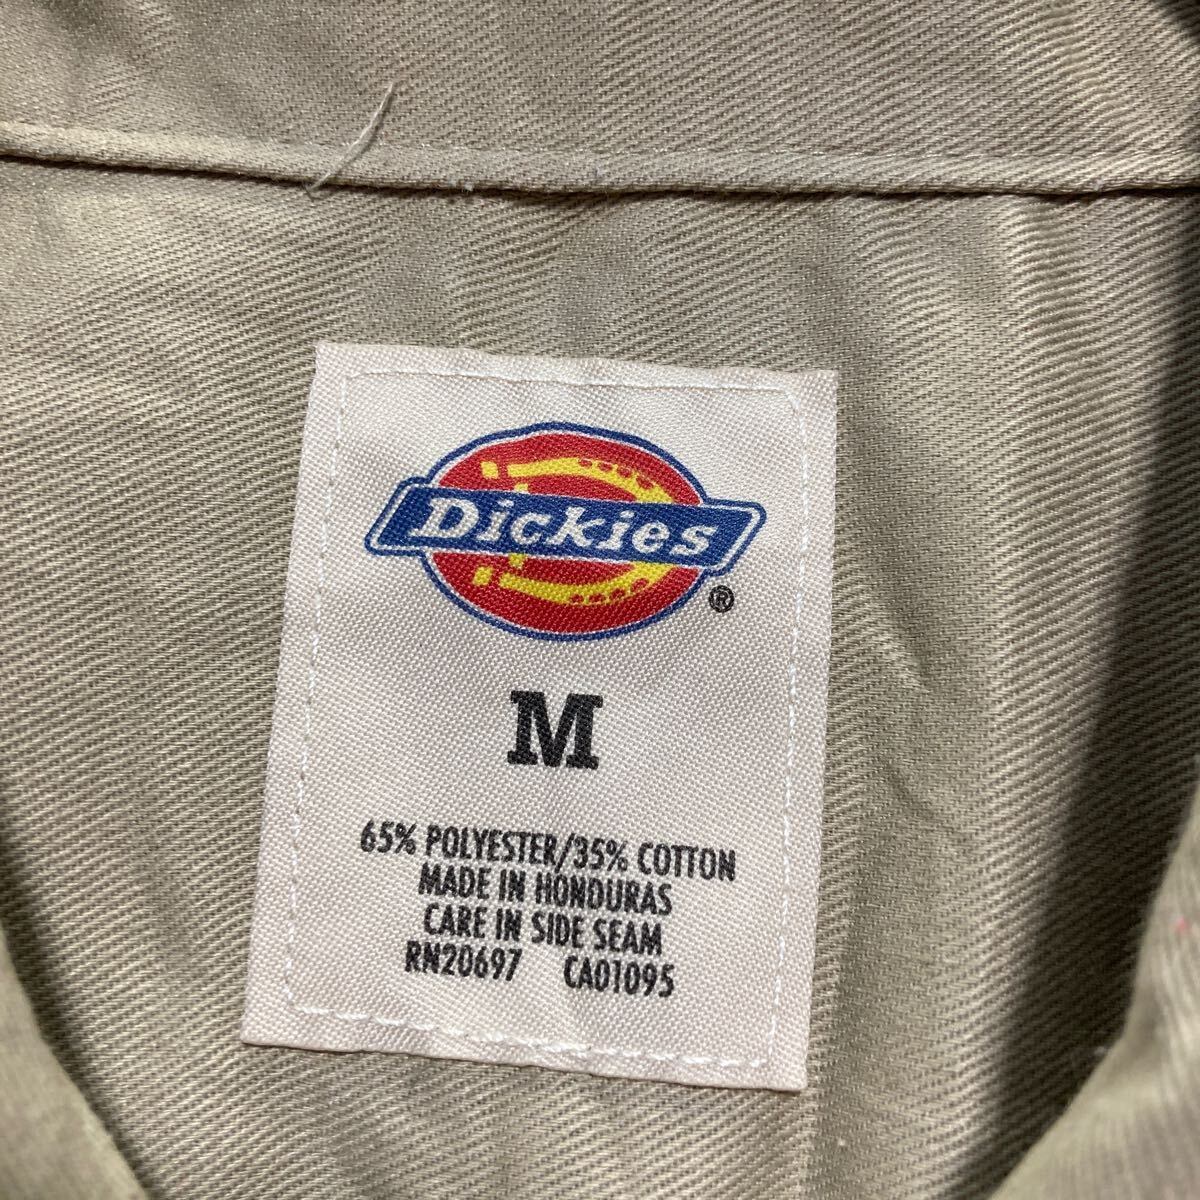 Dickies
®
M
65% POLYESTER/35% COTTON
MADE IN HONDURAS
CARE IN SIDE SEAM
RN20697 CA01095